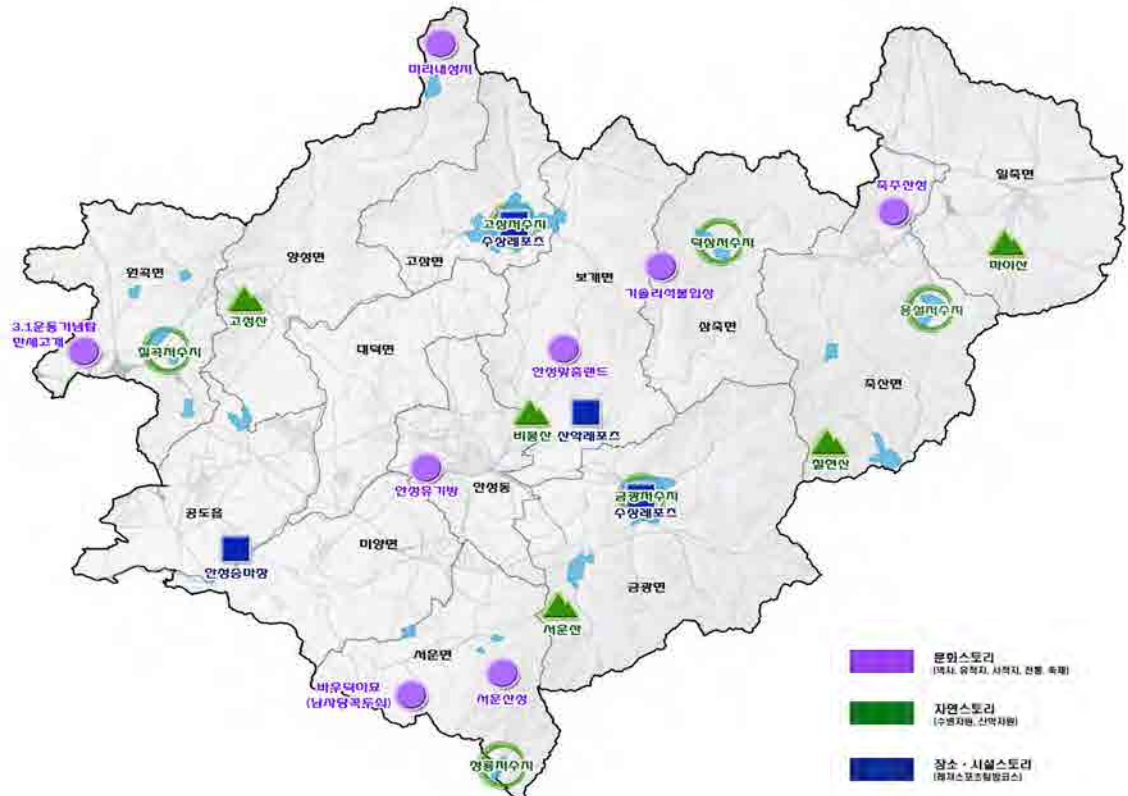 미리내성지
일죽면
죽주산성
고삼저수지
수상레포츠
덕상저수지
원곡면
양성면
고삼면
보개면
마이산
기솔리석불입상
고성산
용설저수지
3.1운동기념탑
만세고개
칠곡저수지
대덕면
삼죽면
안성맞춤랜드
죽산면
비봉산
산악레포츠
칠현산
안성유기방
안성동
금광저수지
수상레포츠
공도읍
미양면
안성승마장
금광면
서운산
서운면
바우덕이묘
(남사당꼭두쇠)
서운산성
청룡저수지
문화스토리
(역사, 유적지, 사적지, 전통, 축제)
자연스토리
(수변자원, 산악자원)
장소·시설스토리
(레저스포츠탐방코스)